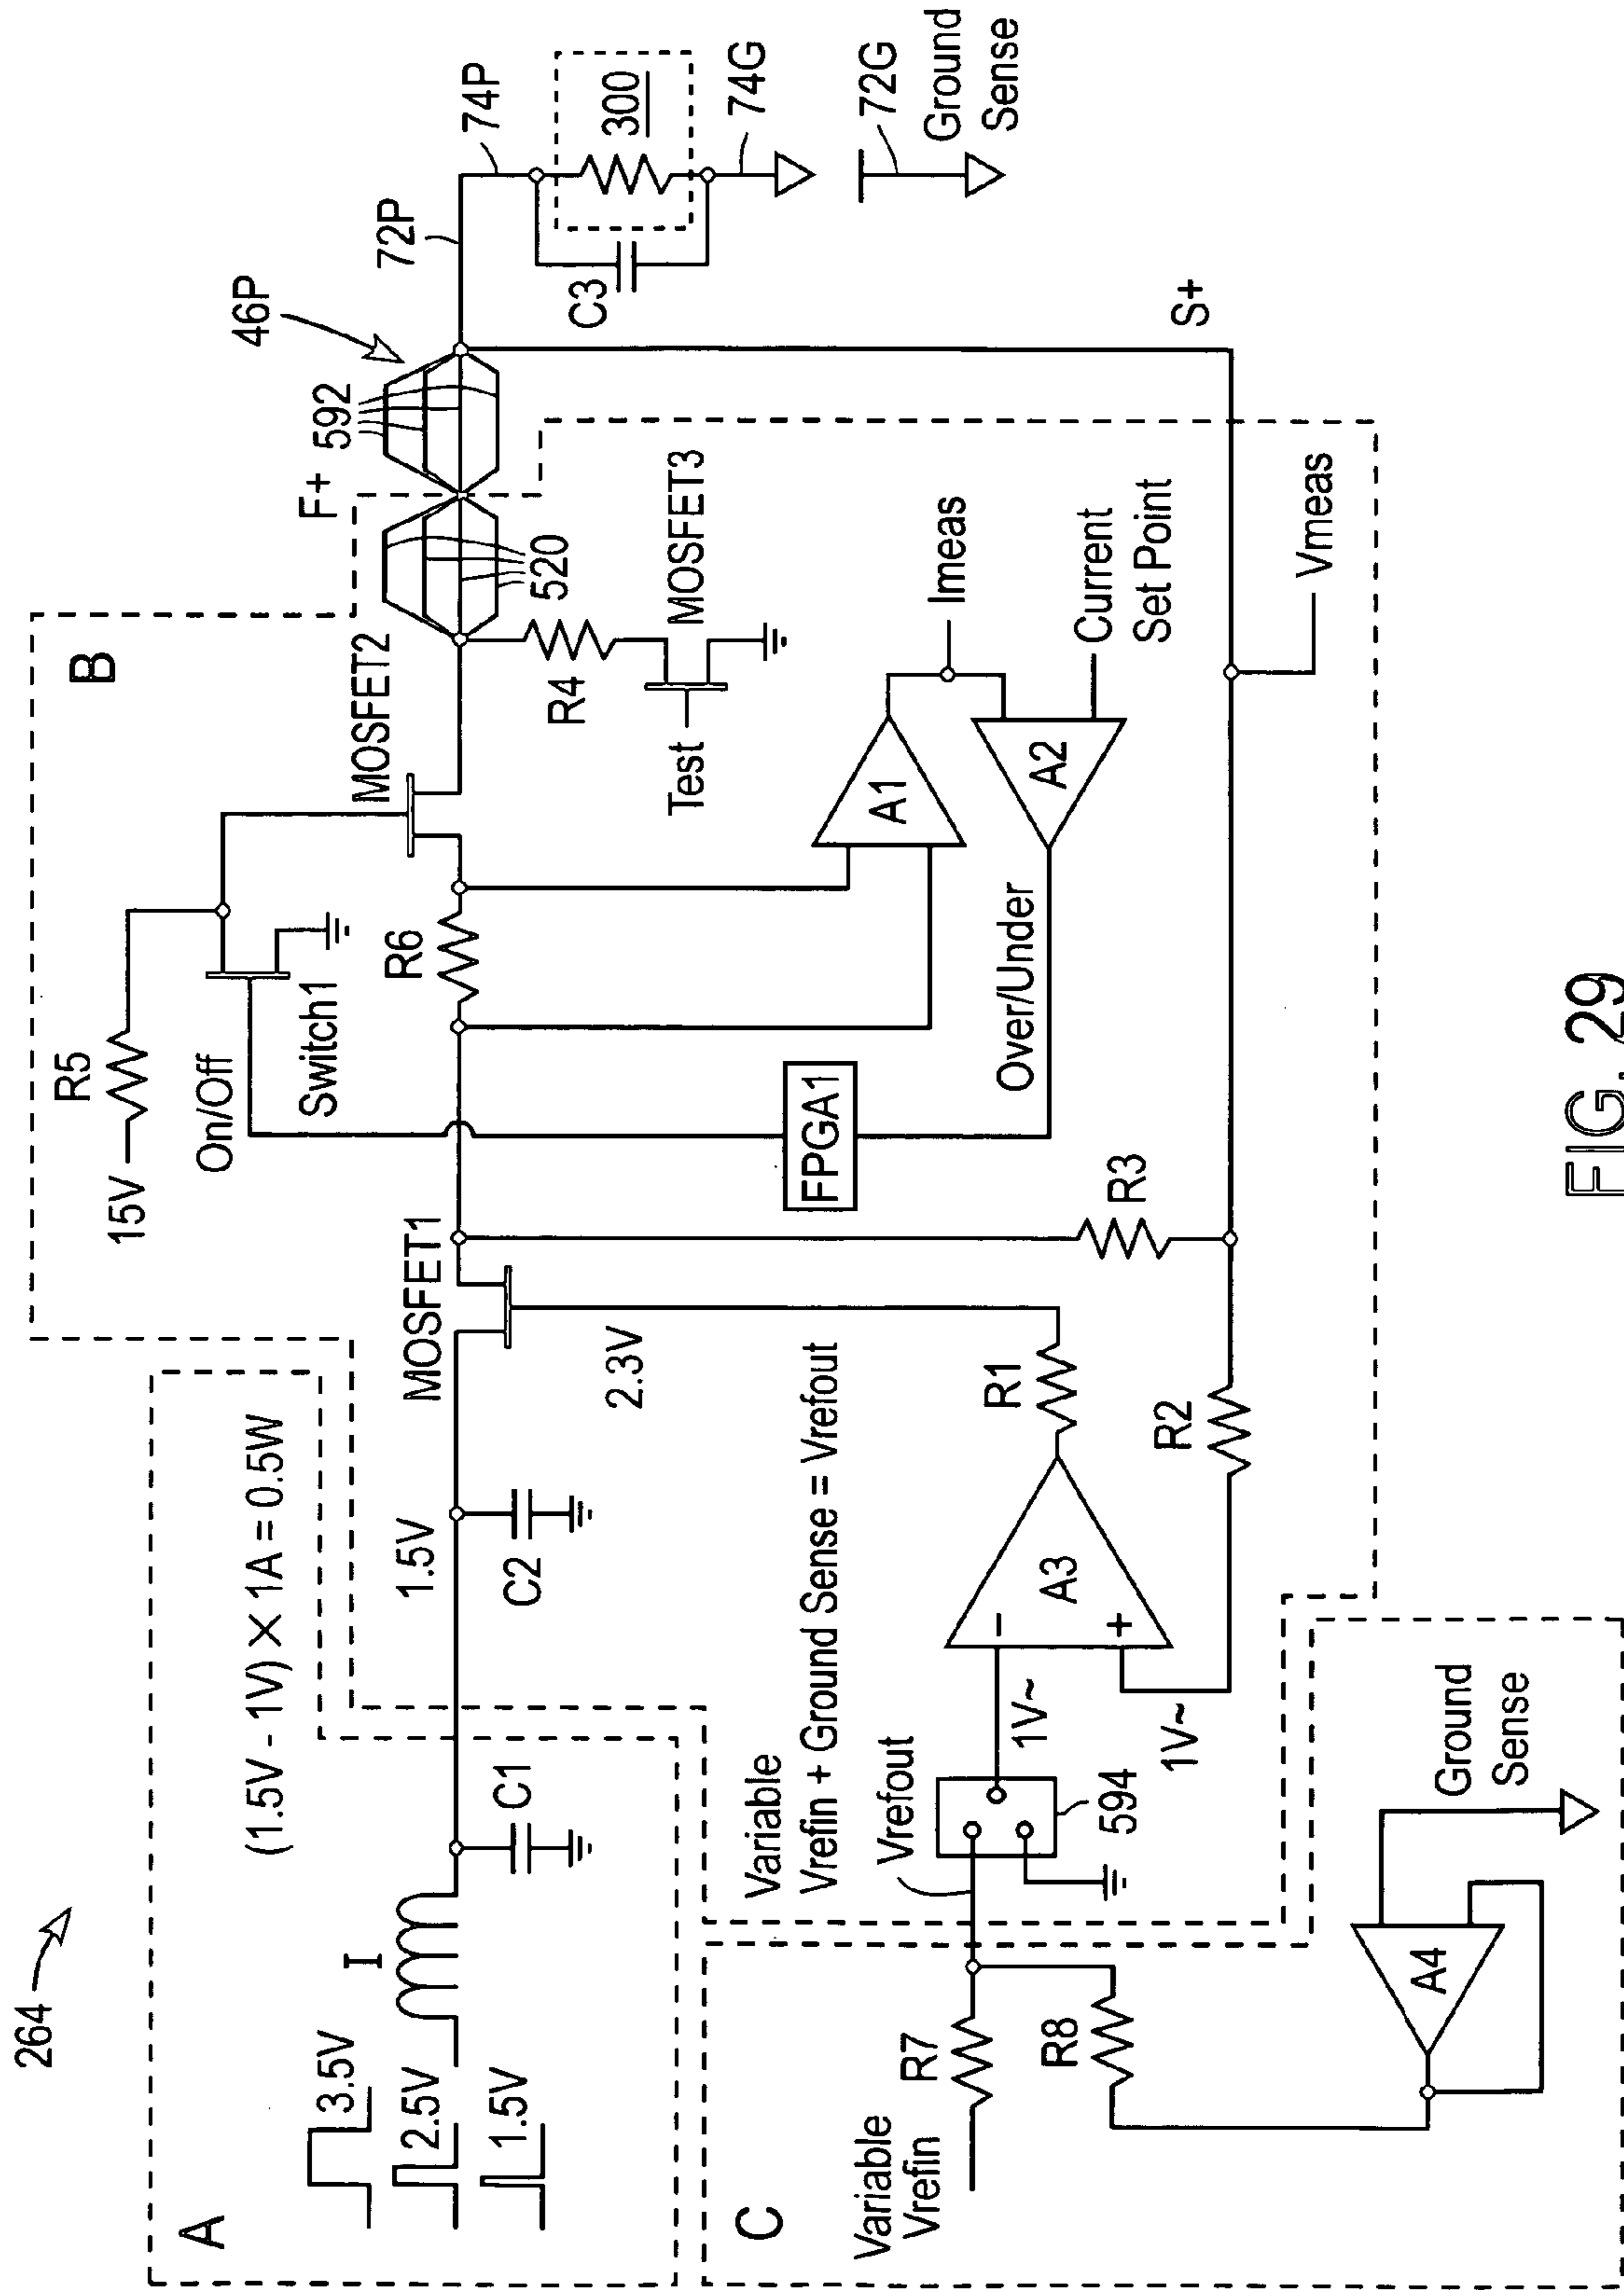 264
A
3.5V
2.5V
1.5V
I
C1
(1.5V - 1V) X 1A = 0.5W
1.5V
C2
MOSFET1
2.3V
B
15V
R5
On/Off
Switch1
R6
MOSFET2
F+
592
46P
520
R4
MOSFET3
Test
72P
74P
300
C3
74G
72G
Ground
Sense
S+
A1
Imeas
A2
Current
Set Point
Over/Under
FPGA1
R3
Vmeas
R1
R2
A3
-
+
1V~
1V~
Variable
Vrefin + Ground Sense = Vrefout
Vrefout
594
C
Variable
Vrefin
R7
R8
A4
Ground
Sense
FIG. 29